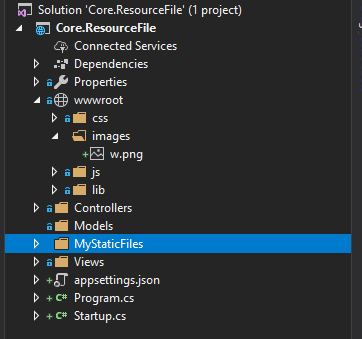 Solution 'Core.ResourceFile' (1 project)
Core.ResourceFile
Connected Services
Dependencies
Properties
wwwroot
css
images
w.png
js
lib
Controllers
Models
MyStaticFiles
Views
appsettings.json
C# Program.cs
C# Startup.cs